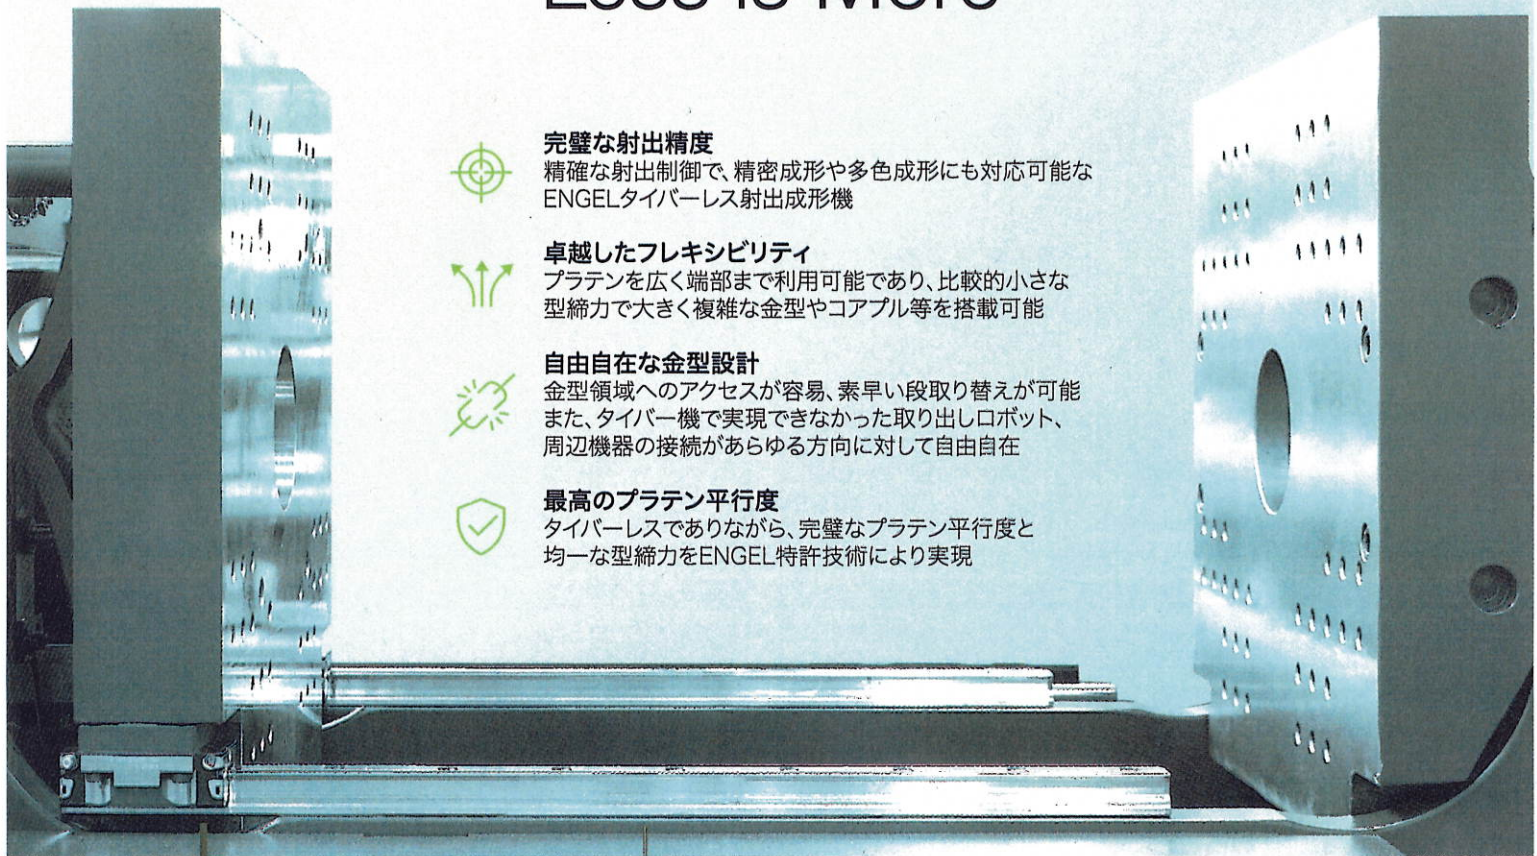 Less is More
完璧な射出精度
精確な射出制御で、精密成形や多色成形にも対応可能な
ENGELタイバーレス射出成形機
卓越したフレキシビリティ
プラテンを広く端部まで利用可能であり、比較的小さな
型締力で大きく複雑な金型やコアプル等を搭載可能
自由自在な金型設計
金型領域へのアクセスが容易、素早い段取り替えが可能
また、タイバー機で実現できなかった取り出しロボット、
周辺機器の接続があらゆる方向に対して自由自在
最高のプラテン平行度
タイバーレスでありながら、完璧なプラテン平行度と
均一な型締力をENGEL特許技術により実現